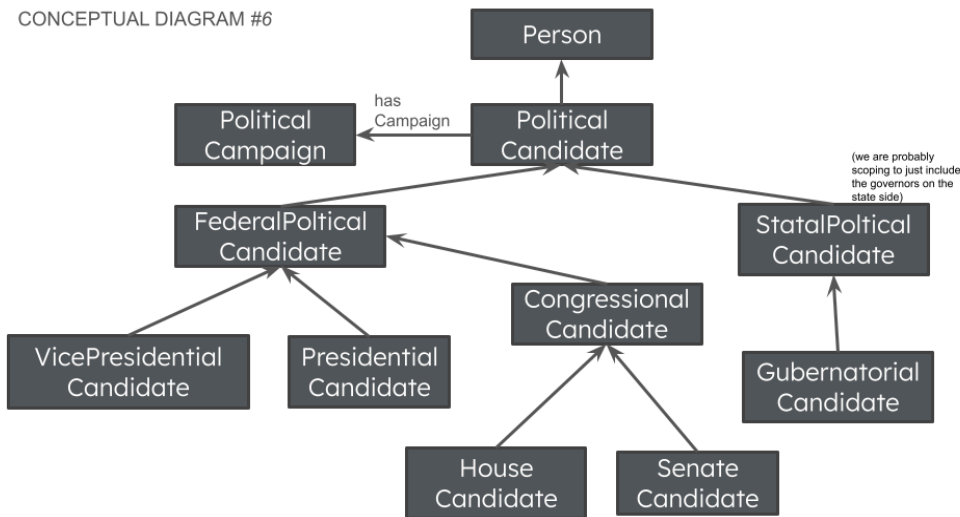 CONCEPTUAL DIAGRAM #6
Person
has
Campaign
Political
Campaign
Political
Candidate
(we are probably
scoping to just include
the governors on the
state side)
FederalPoltical
Candidate
StatalPoltical
Candidate
Congressional
Candidate
VicePresidential
Candidate
Presidential
Candidate
Gubernatorial
Candidate
House
Candidate
Senate
Candidate